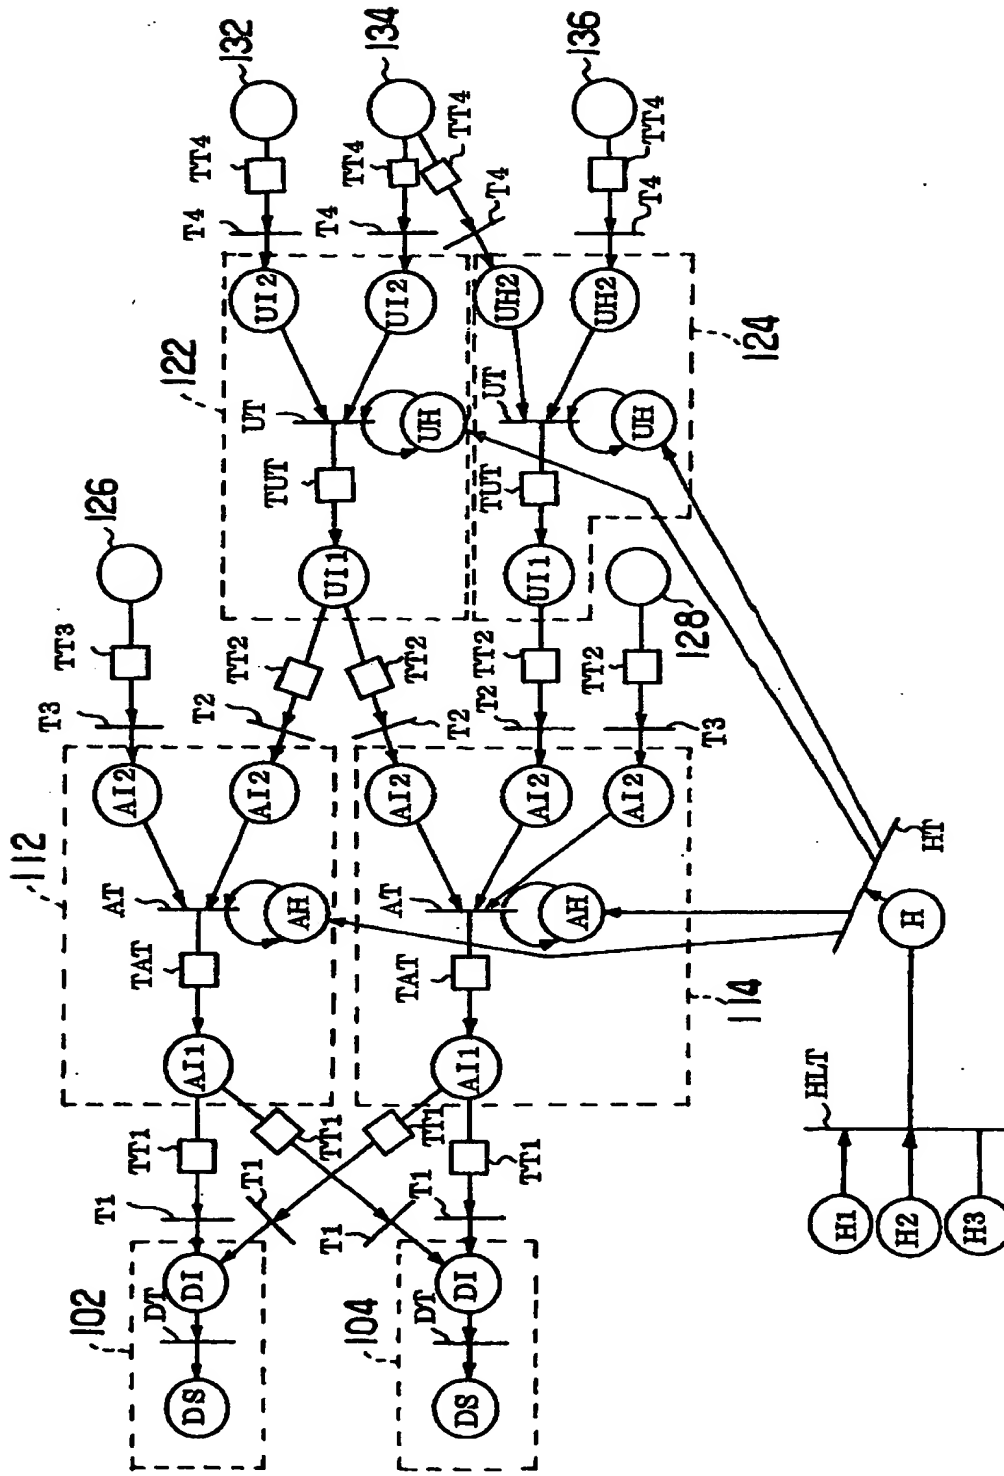 132
134
136
TT4
TT4
TT4
TT4
T4
T4
T4
T4
UI2
UI2
UH2
UH2
122
124
UT
UT
UH
UH
TUT
TUT
UI1
UI1
126
128
TT3
TT2
TT2
TT2
TT2
T3
T2
T2
T2
T3
AI2
AI2
AI2
AI2
AI2
112
114
AT
AT
AH
AH
TAT
TAT
AI1
AI1
TT1
TT1
TT1
TT1
T1
T1
T1
T1
102
104
DT
DT
DI
DI
DS
DS
HT
H
HLT
H1
H2
H3